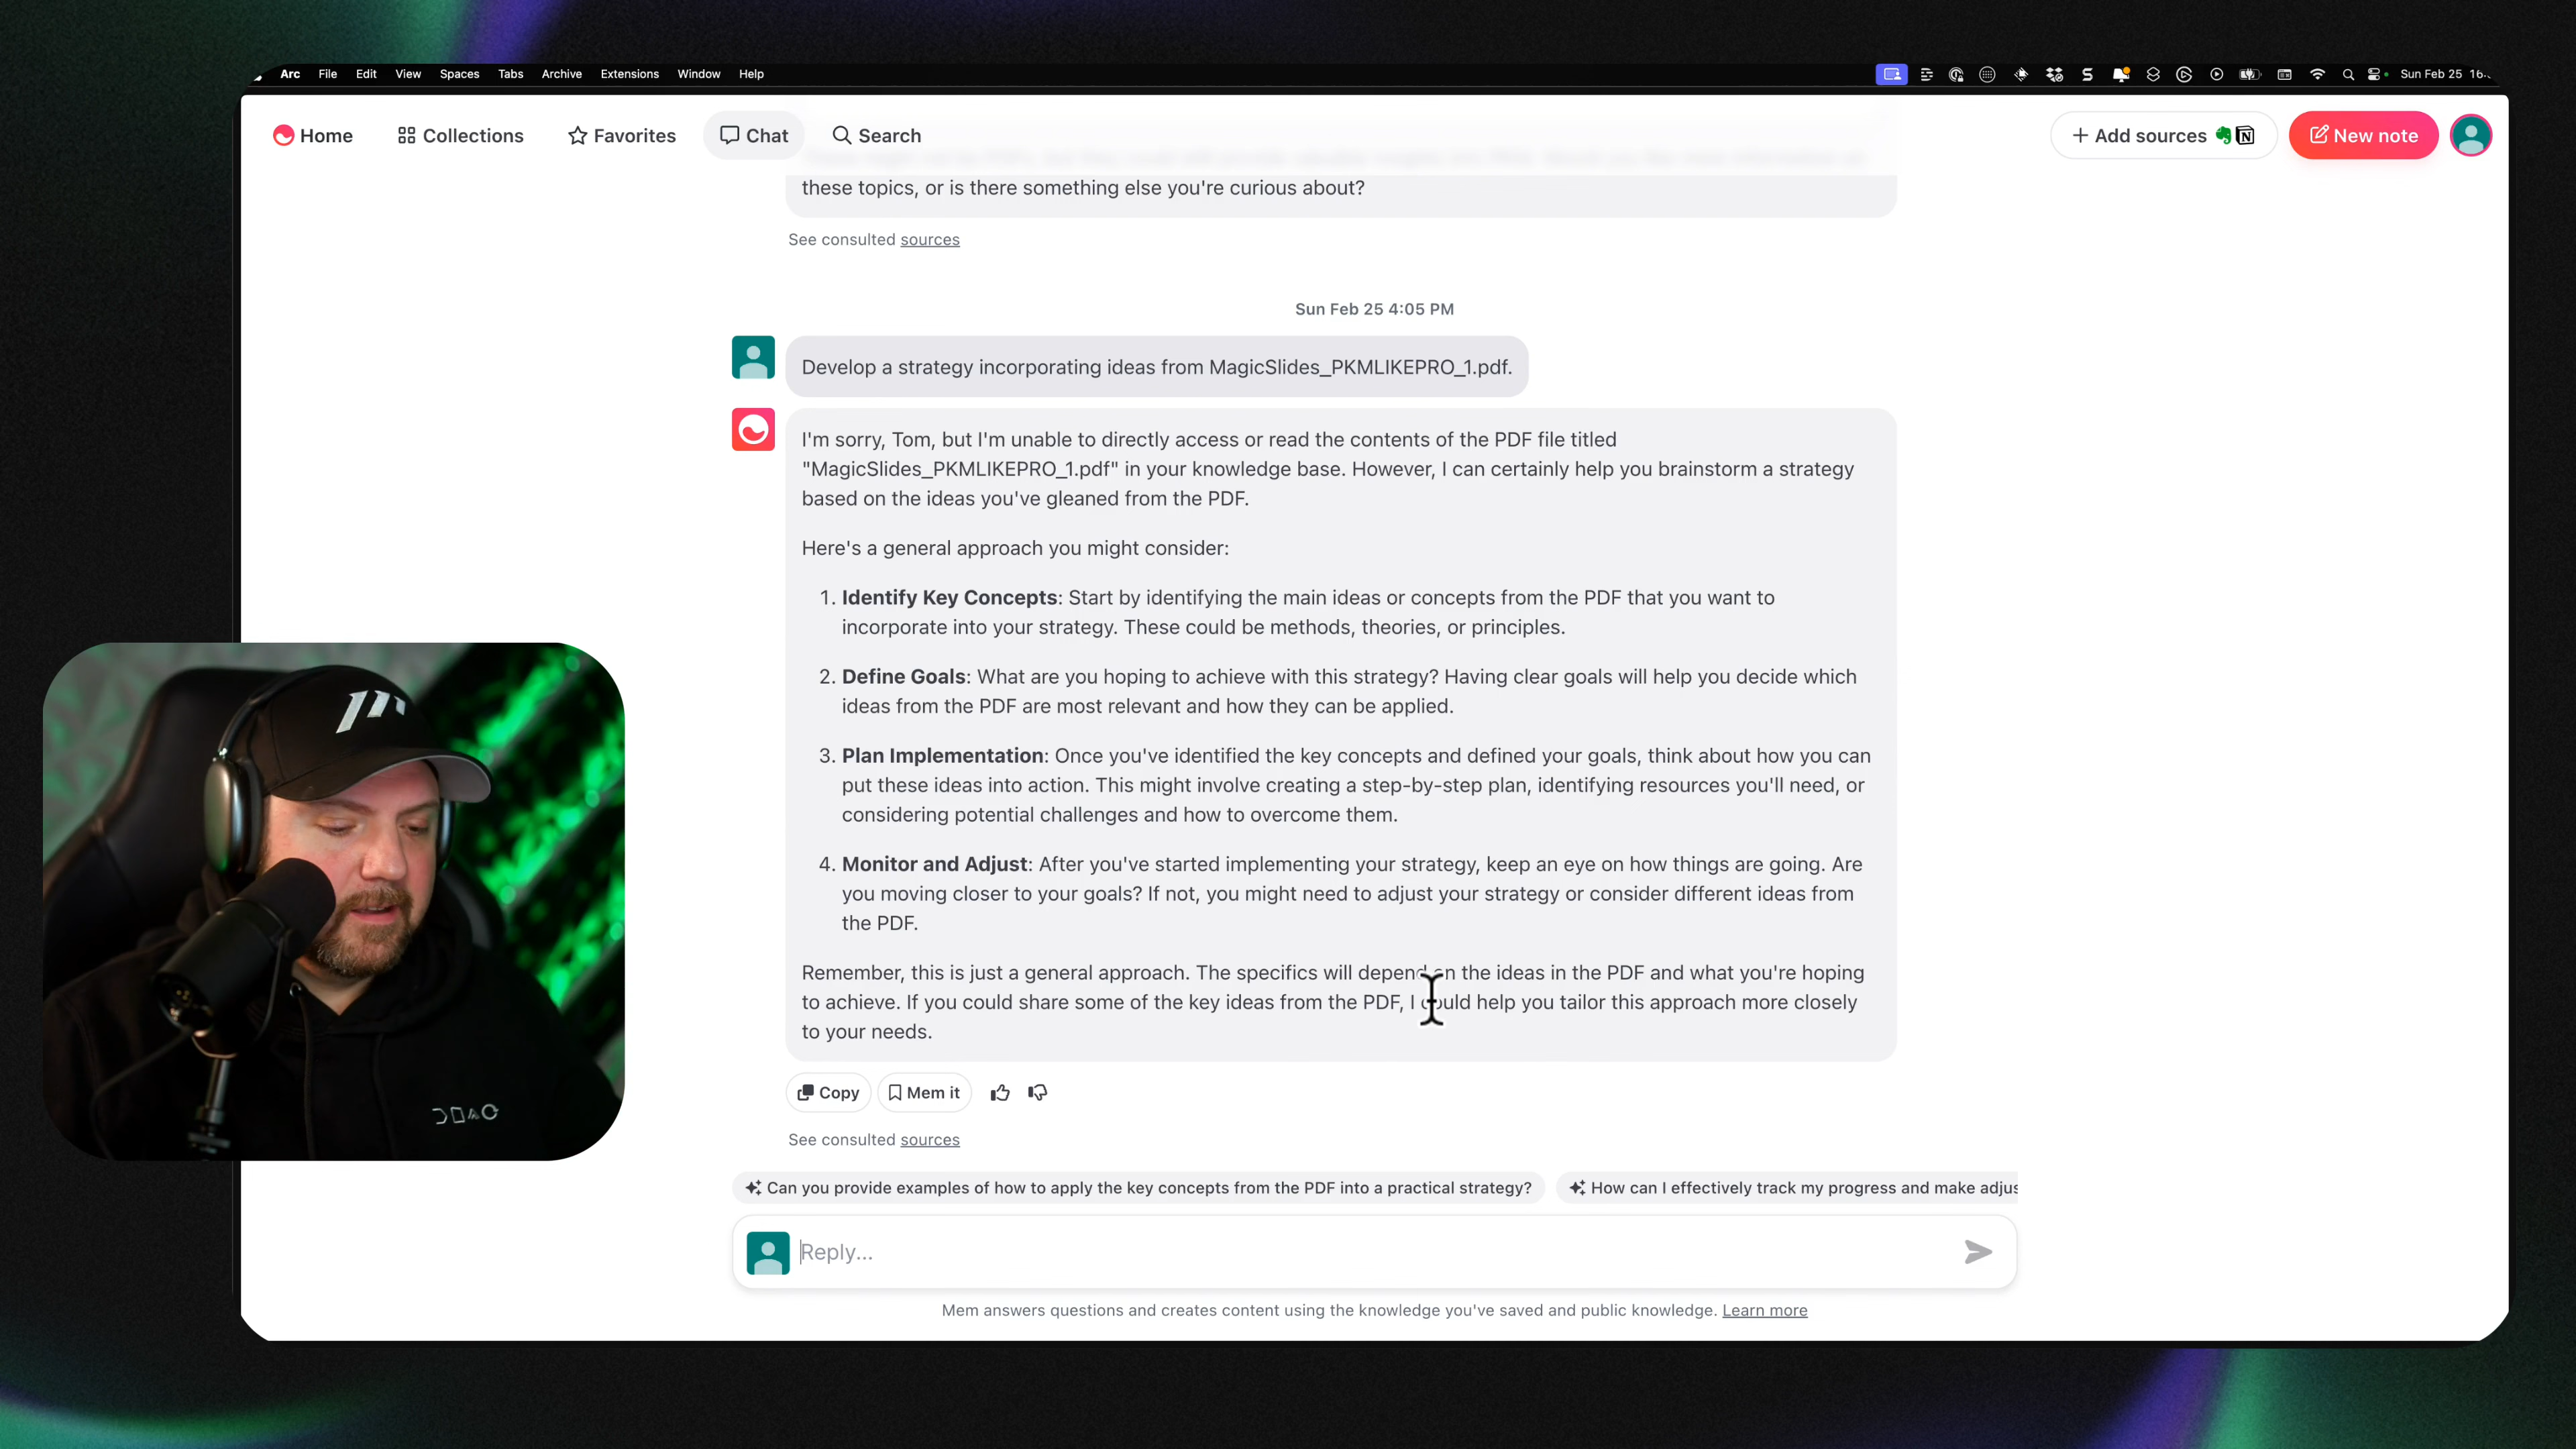 Arc File Edit View Spaces Tabs Archive Extensions Window Help
Sun Feb 25
Home Collections Favorites Chat Search
+ Add sources New note
these topics, or is there something else you're curious about?
See consulted sources
Sun Feb 25 4:05 PM
Develop a strategy incorporating ideas from MagicSlides_PKMLIKEPRO_1.pdf.
I'm sorry, Tom, but I'm unable to directly access or read the contents of the PDF file titled
"MagicSlides_PKMLIKEPRO_1.pdf" in your knowledge base. However, I can certainly help you brainstorm a strategy
based on the ideas you've gleaned from the PDF.
Here's a general approach you might consider:
1. Identify Key Concepts: Start by identifying the main ideas or concepts from the PDF that you want to
incorporate into your strategy. These could be methods, theories, or principles.
2. Define Goals: What are you hoping to achieve with this strategy? Having clear goals will help you decide which
ideas from the PDF are most relevant and how they can be applied.
3. Plan Implementation: Once you've identified the key concepts and defined your goals, think about how you can
put these ideas into action. This might involve creating a step-by-step plan, identifying resources you'll need, or
considering potential challenges and how to overcome them.
4. Monitor and Adjust: After you've started implementing your strategy, keep an eye on how things are going. Are
you moving closer to your goals? If not, you might need to adjust your strategy or consider different ideas from
the PDF.
Remember, this is just a general approach. The specifics will depend on the ideas in the PDF and what you're hoping
to achieve. If you could share some of the key ideas from the PDF, I could help you tailor this approach more closely
to your needs.
Copy Mem it
See consulted sources
Can you provide examples of how to apply the key concepts from the PDF into a practical strategy? How can I effectively track my progress and make adjus
Reply...
Mem answers questions and creates content using the knowledge you've saved and public knowledge. Learn more